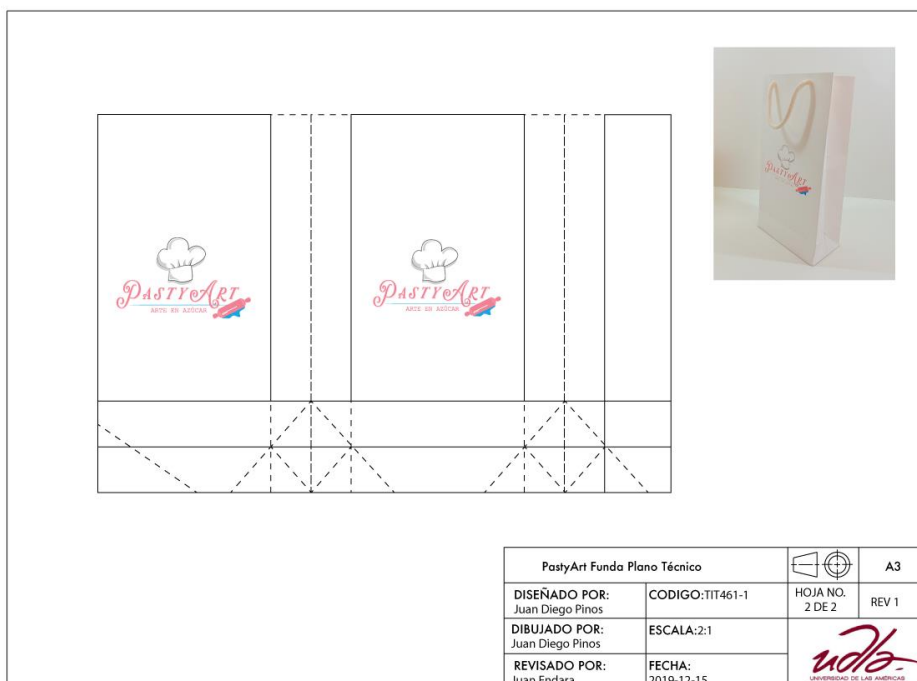 PASTYART
ARTE EN AZÚCAR
PASTYART
ARTE EN AZÚCAR
PASTYART
PastyArt Funda Plano Técnico
A3
DISEÑADO POR:
Juan Diego Pinos
CODIGO:TIT461-1
HOJA NO.
2 DE 2
REV 1
DIBUJADO POR:
Juan Diego Pinos
ESCALA:2:1
REVISADO POR:
Juan Endara
FECHA:
2019-12-15
udla
UNIVERSIDAD DE LAS AMÉRICAS